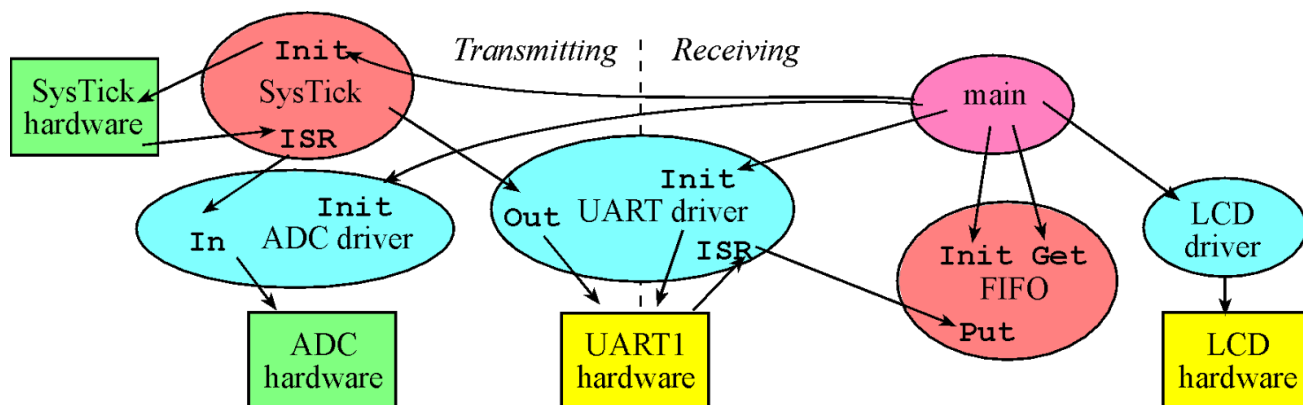 Transmitting
Receiving
SysTick
hardware
Init
SysTick
ISR
main
In
Init
ADC driver
Out
Init
UART driver
ISR
Init Get
FIFO
Put
LCD
driver
ADC
hardware
UART1
hardware
LCD
hardware